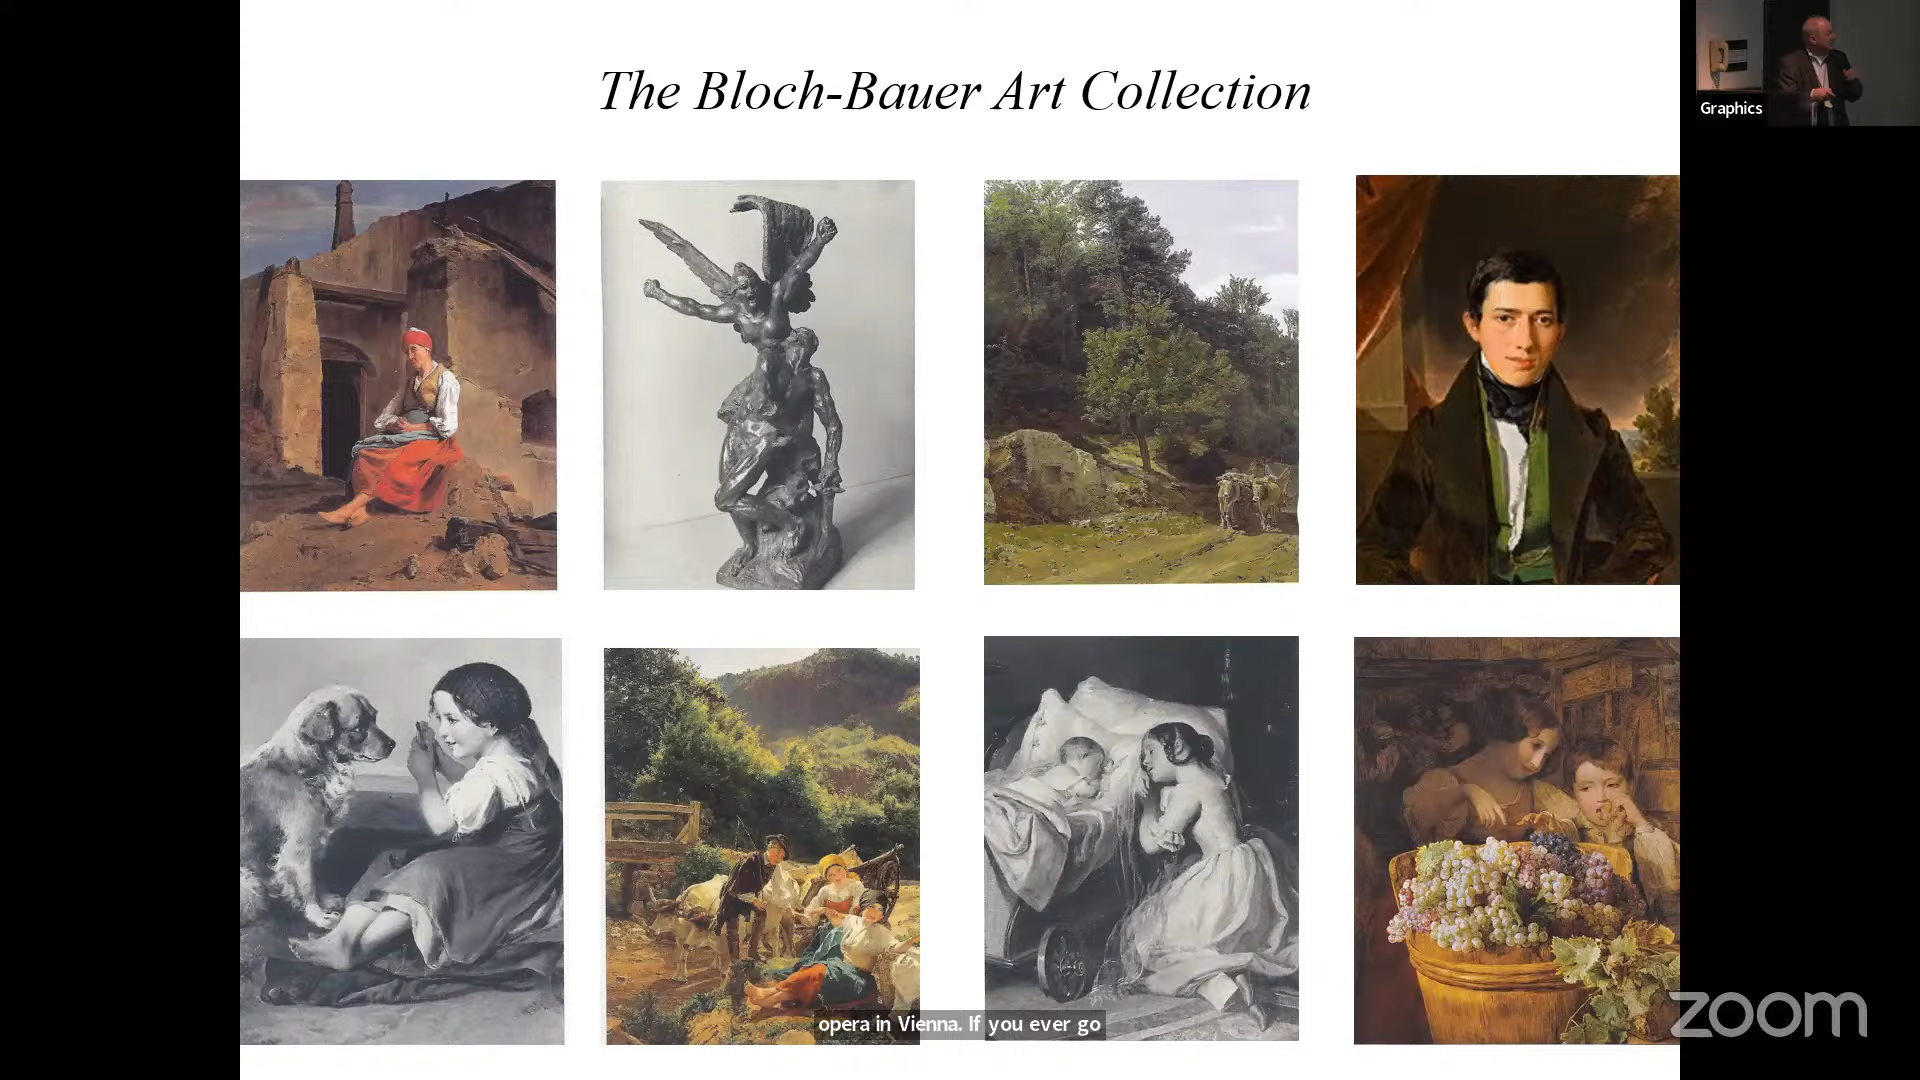 The Bloch-Bauer Art Collection
Graphics
opera in Vienna. If you ever go
zoom